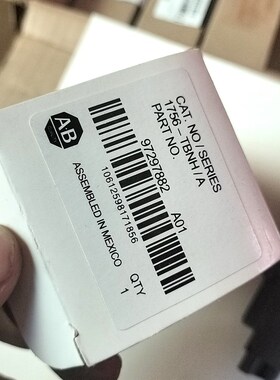 CAT. NO/SERIES
1756-TBNH/A
PART NO.
97297882 A01
10612598171856
QTY
1
ASSEMBLED IN MEXICO
AB